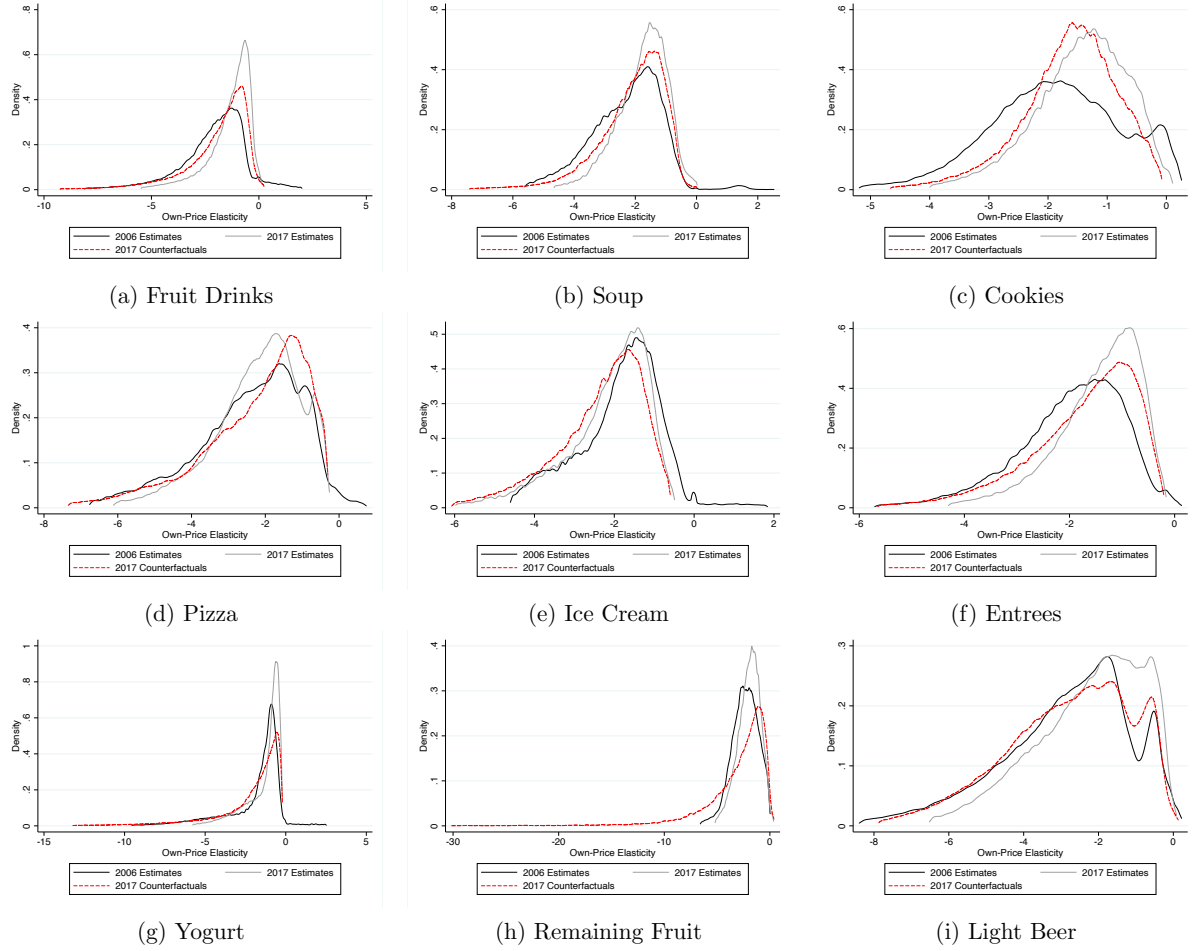 Density
.8
.6
.4
.2
0
-10
-5
0
5
Own-Price Elasticity
2006 Estimates
2017 Estimates
2017 Counterfactuals
(a) Fruit Drinks
Density
.6
.4
.2
0
-8
-6
-4
-2
0
2
Own-Price Elasticity
2006 Estimates
2017 Estimates
2017 Counterfactuals
(b) Soup
Density
.6
.4
.2
0
-5
-4
-3
-2
-1
0
Own-Price Elasticity
2006 Estimates
2017 Estimates
2017 Counterfactuals
(c) Cookies
Density
.4
.3
.2
.1
0
-8
-6
-4
-2
0
Own-Price Elasticity
2006 Estimates
2017 Estimates
2017 Counterfactuals
(d) Pizza
Density
.5
.4
.3
.2
.1
0
-6
-4
-2
0
2
Own-Price Elasticity
2006 Estimates
2017 Estimates
2017 Counterfactuals
(e) Ice Cream
Density
.6
.4
.2
0
-6
-4
-2
0
Own-Price Elasticity
2006 Estimates
2017 Estimates
2017 Counterfactuals
(f) Entrees
Density
1
.8
.6
.4
.2
0
-15
-10
-5
0
5
Own-Price Elasticity
2006 Estimates
2017 Estimates
2017 Counterfactuals
(g) Yogurt
Density
.4
.3
.2
.1
0
-30
-20
-10
0
Own-Price Elasticity
2006 Estimates
2017 Estimates
2017 Counterfactuals
(h) Remaining Fruit
Density
.3
.2
.1
0
-8
-6
-4
-2
0
Own-Price Elasticity
2006 Estimates
2017 Estimates
2017 Counterfactuals
(i) Light Beer